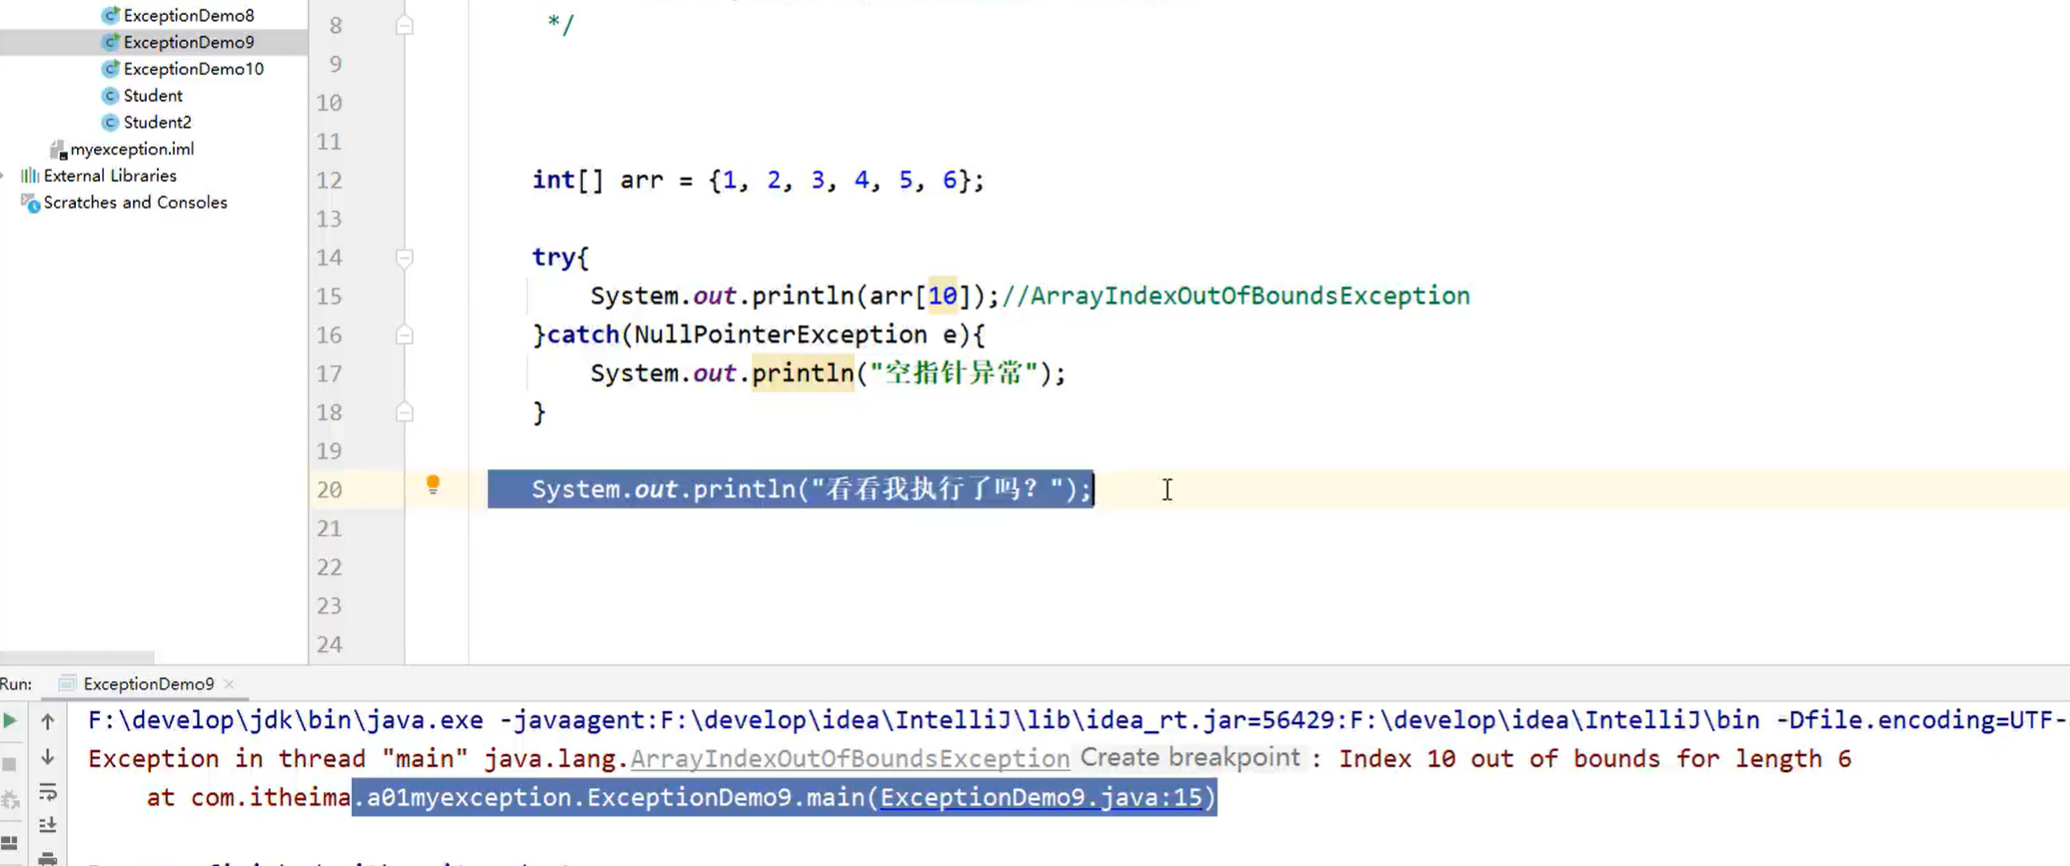 ExceptionDemo8
ExceptionDemo9
ExceptionDemo10
Student
Student2
myexception.iml
External Libraries
Scratches and Consoles
8 */
9
10
11
12 int[] arr = {1, 2, 3, 4, 5, 6};
13
14 try{
15 System.out.println(arr[10]);//ArrayIndexOutOfBoundsException
16 }catch(NullPointerException e){
17 System.out.println("空指针异常");
18 }
19
20 System.out.println("看看我执行了吗？");
21
22
23
24
Run: ExceptionDemo9 ×
F:\develop\jdk\bin\java.exe -javaagent:F:\develop\idea\IntelliJ\lib\idea_rt.jar=56429:F:\develop\idea\IntelliJ\bin -Dfile.encoding=UTF-
Exception in thread "main" java.lang.ArrayIndexOutOfBoundsException Create breakpoint : Index 10 out of bounds for length 6
at com.itheima.a01myexception.ExceptionDemo9.main(ExceptionDemo9.java:15)